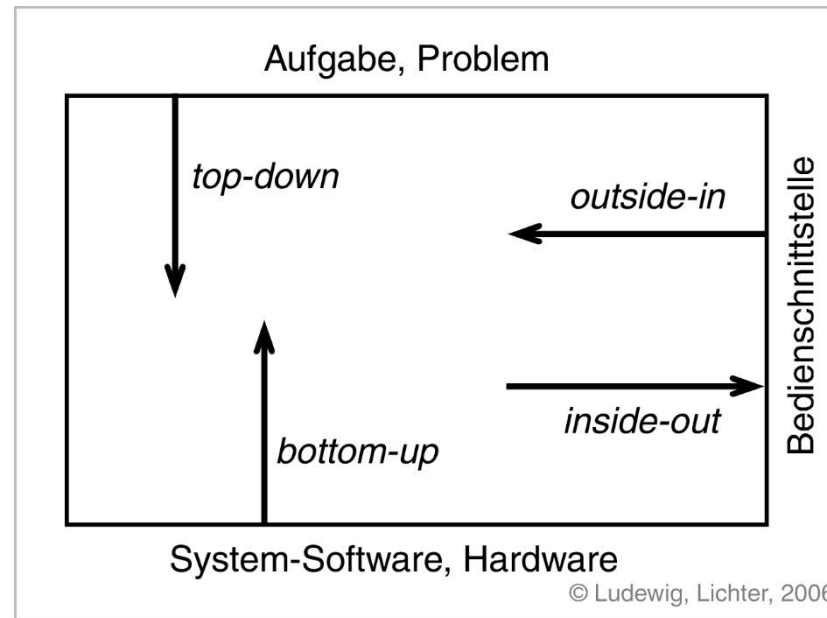 Aufgabe, Problem
top-down
outside-in
Bedienschnittstelle
inside-out
bottom-up
System-Software, Hardware
© Ludewig, Lichter, 2006